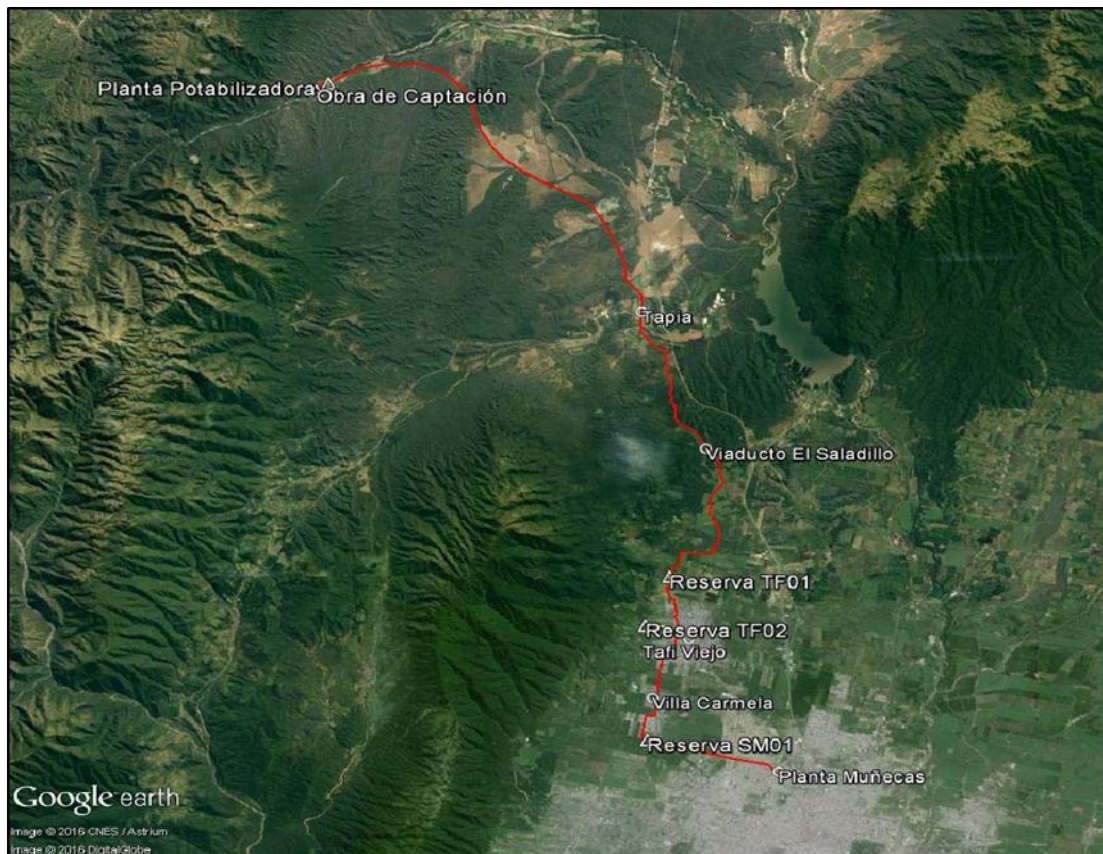 Planta Potabilizadora
Obra de Captación
Tapia
Viaducto El Saladillo
Reserva TF01
Reserva TF02
Tafi Viejo
Villa Carmela
Reserva SM01
Planta Muñecas
Google earth
Image © 2016 CNES / Astrium
Image © 2016 DigitalGlobe